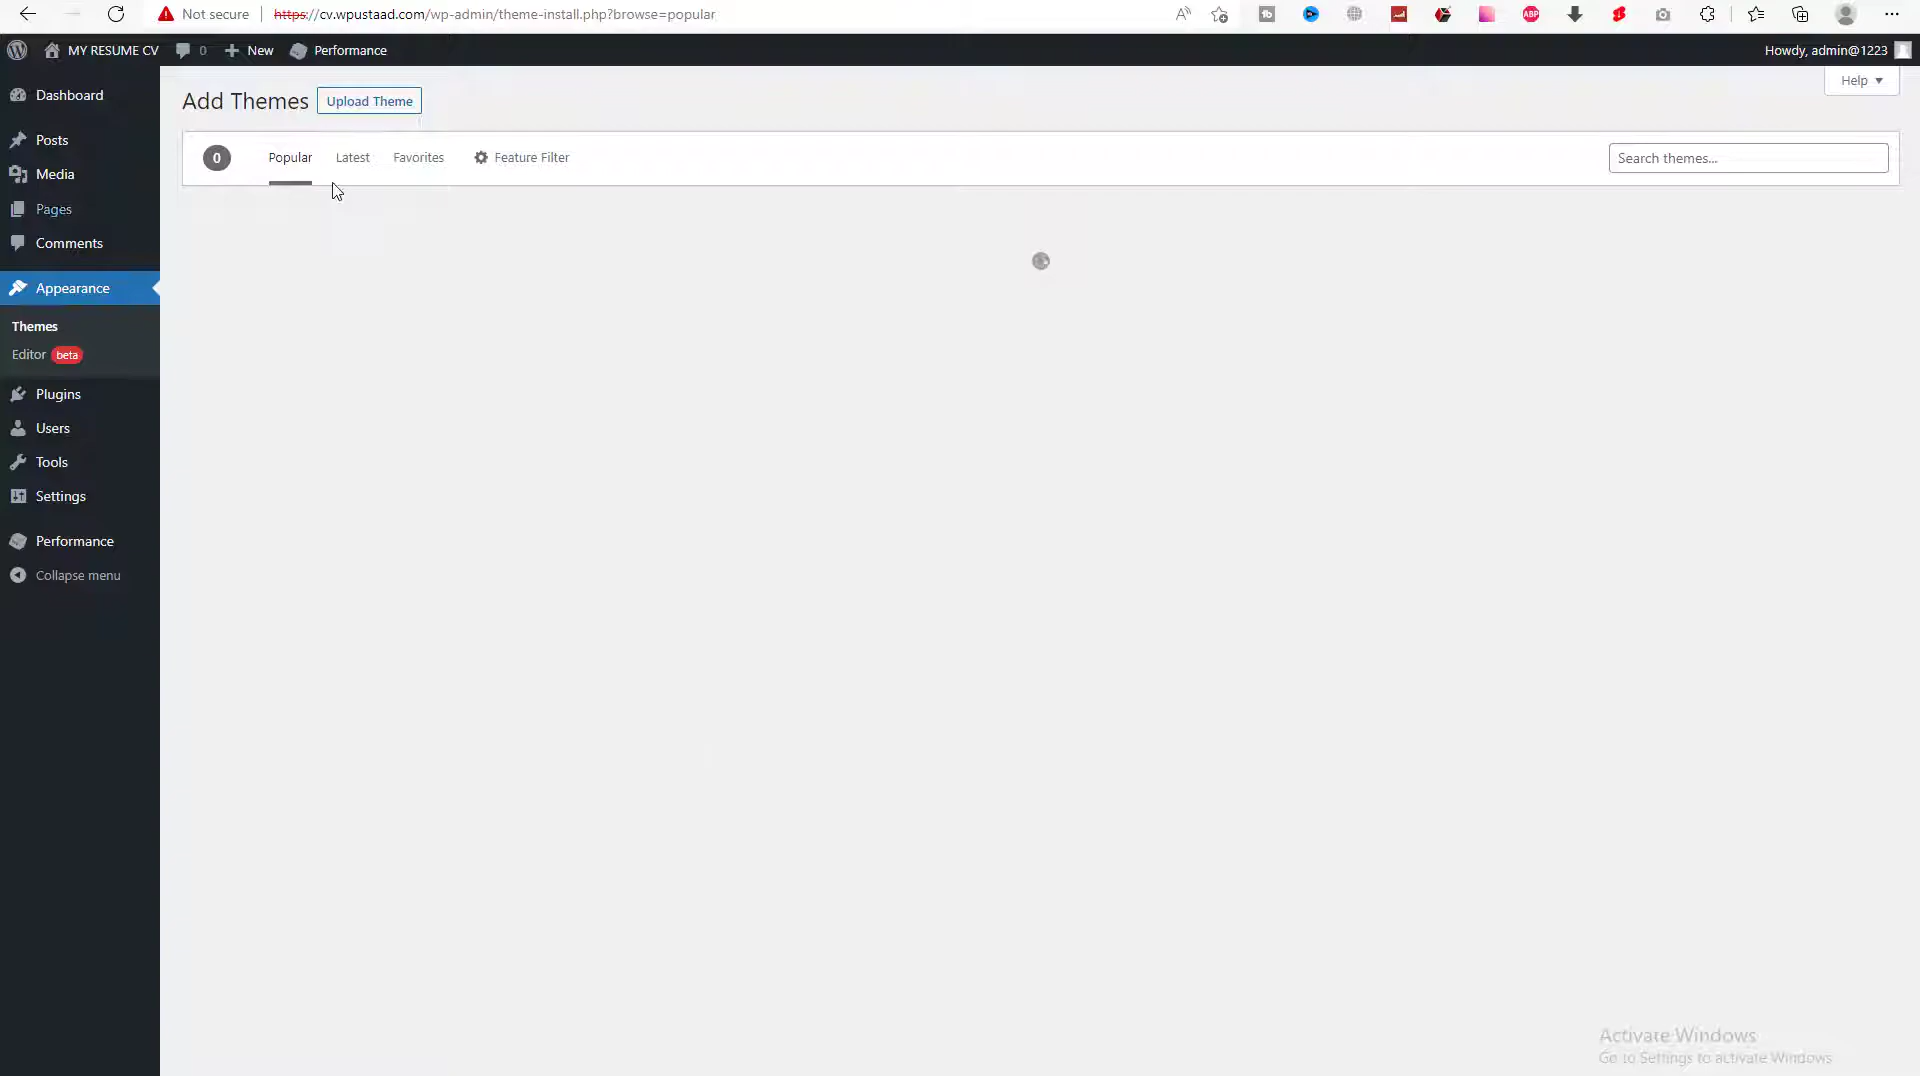 Not secure https://cv.wpustaad.com/wp-admin/theme-install.php?browse=popular
MY RESUME CV 0 New Performance Howdy, admin@1223
Help
Add Themes Upload Theme
0 Popular Latest Favorites Feature Filter Search themes...
Dashboard
Posts
Media
Pages
Comments
Appearance
Themes
Editor beta
Plugins
Users
Tools
Settings
Performance
Collapse menu
Activate Windows
Go to Settings to activate Windows